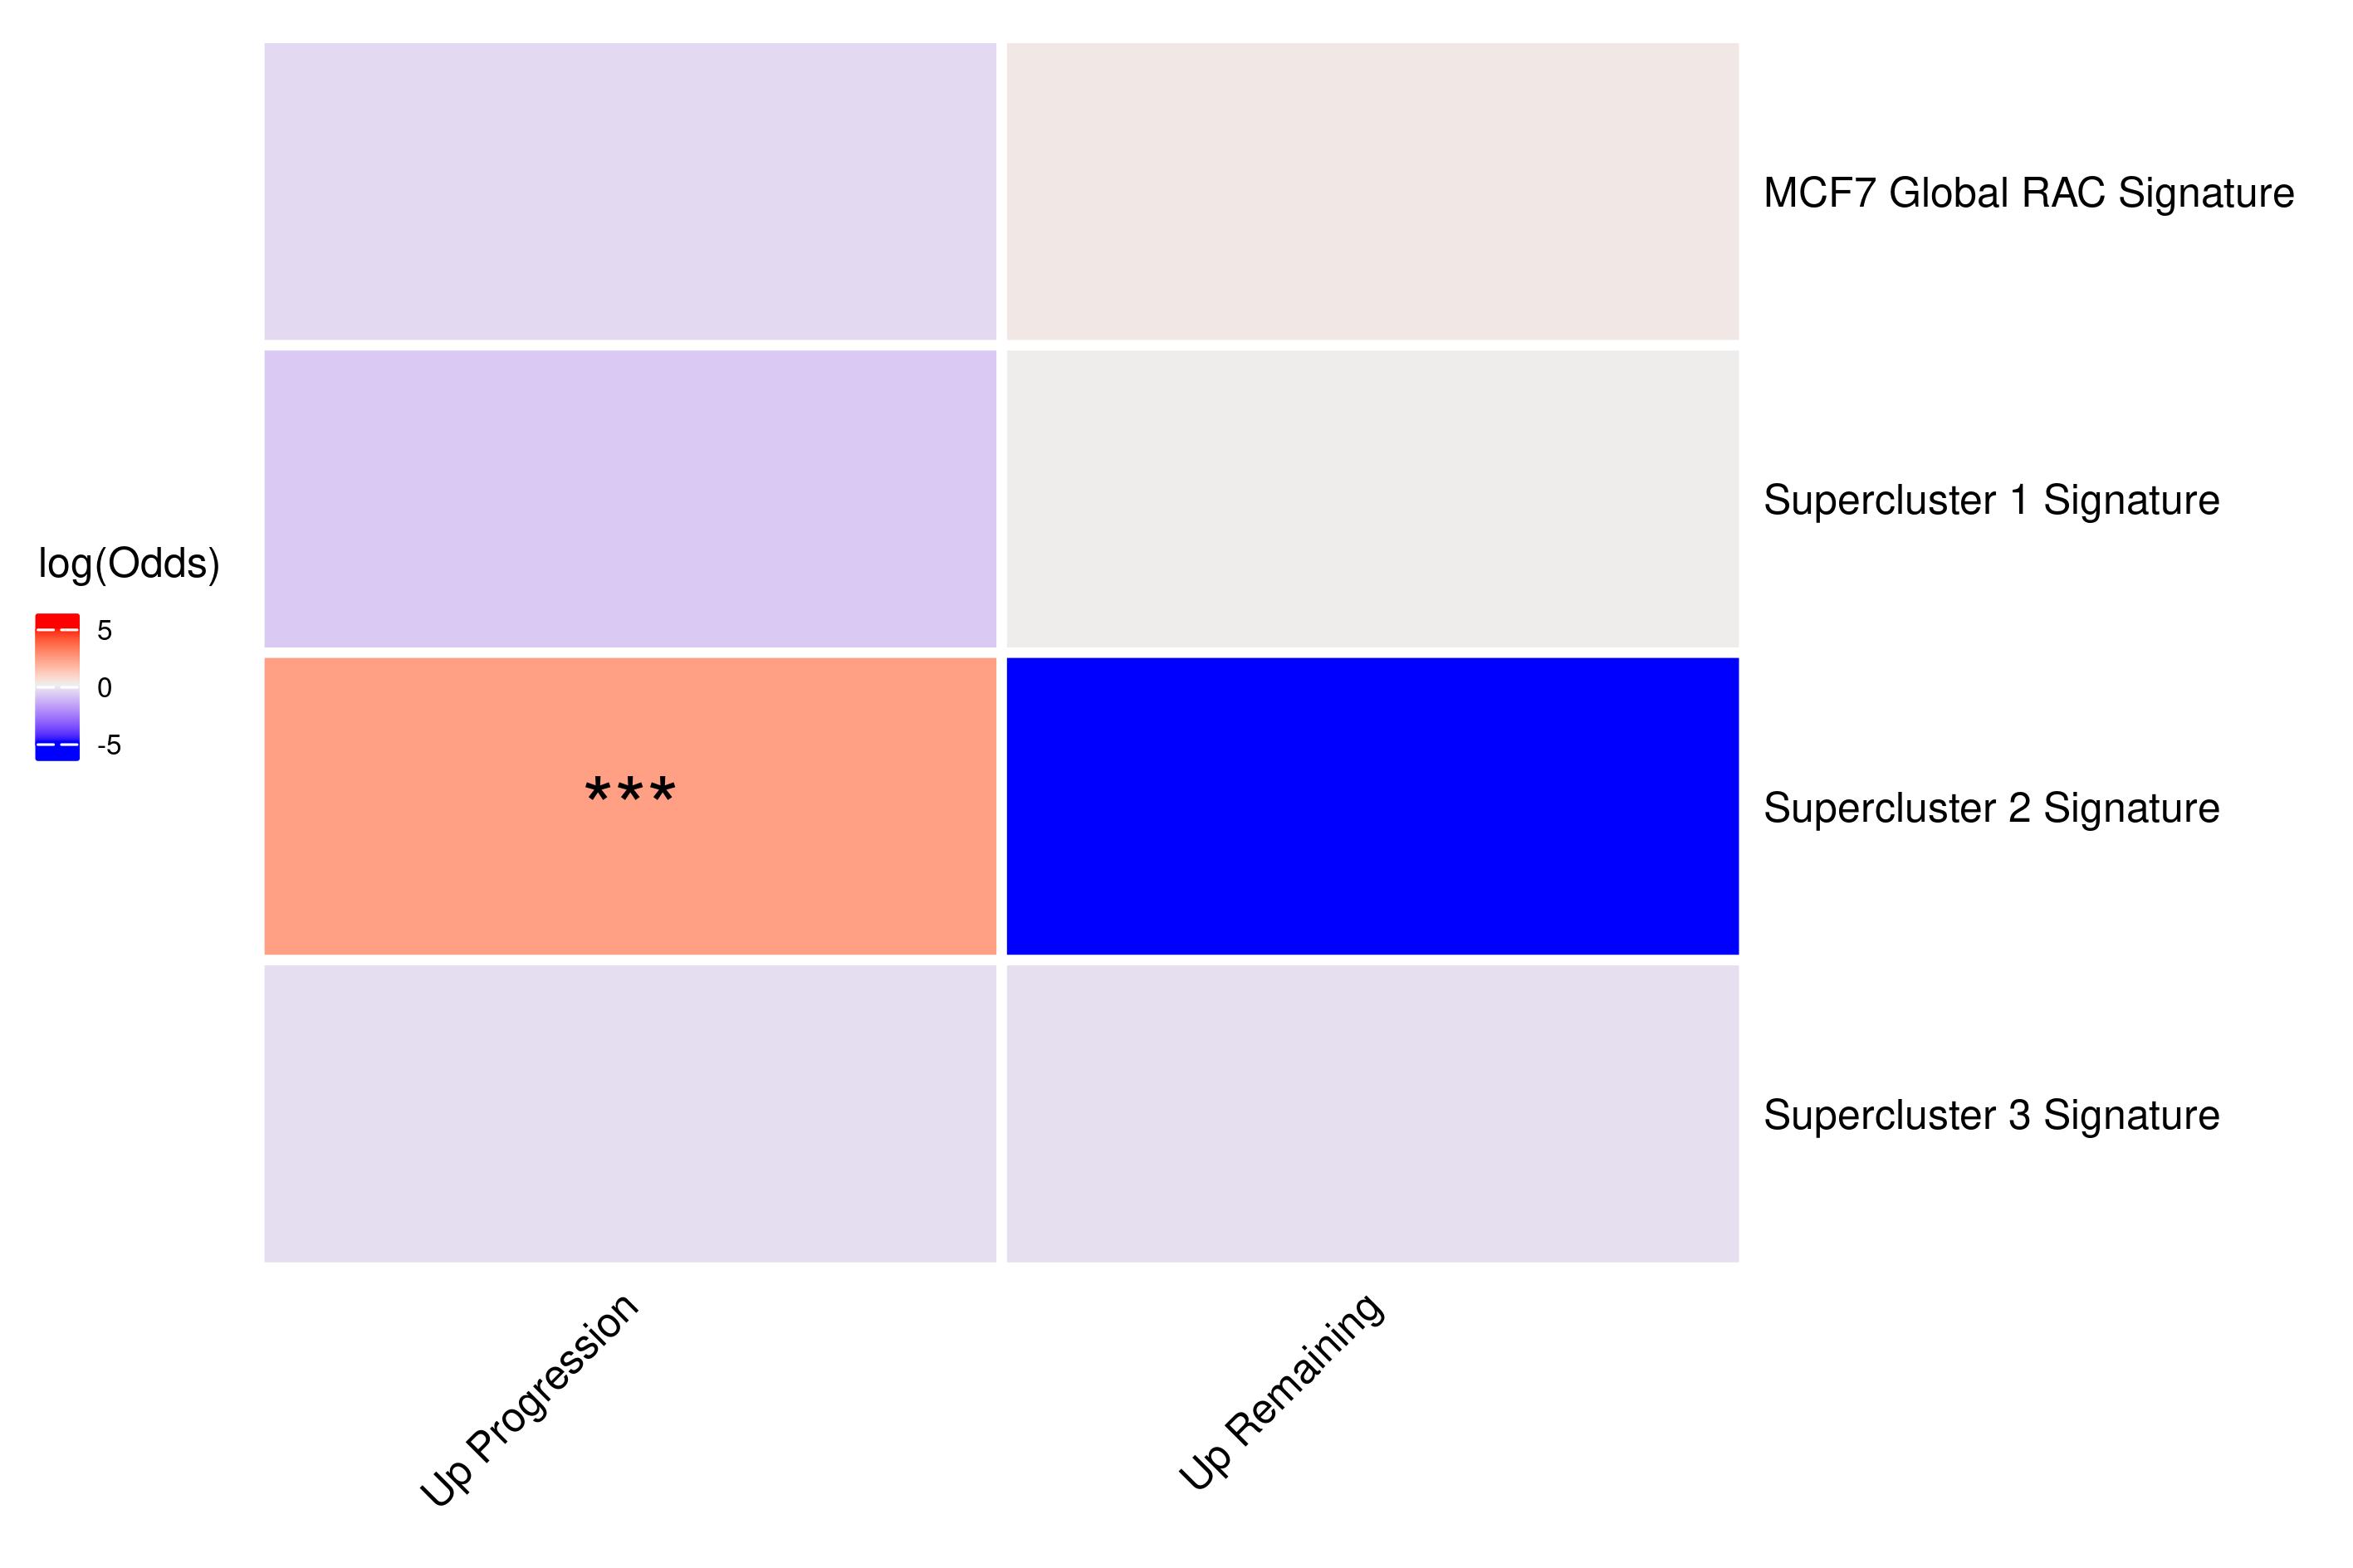 MCF7 Global RAC Signature
Supercluster 1 Signature
log(Odds)
5
0
-5
***
Supercluster 2 Signature
Supercluster 3 Signature
Up Progression
Up Remaining